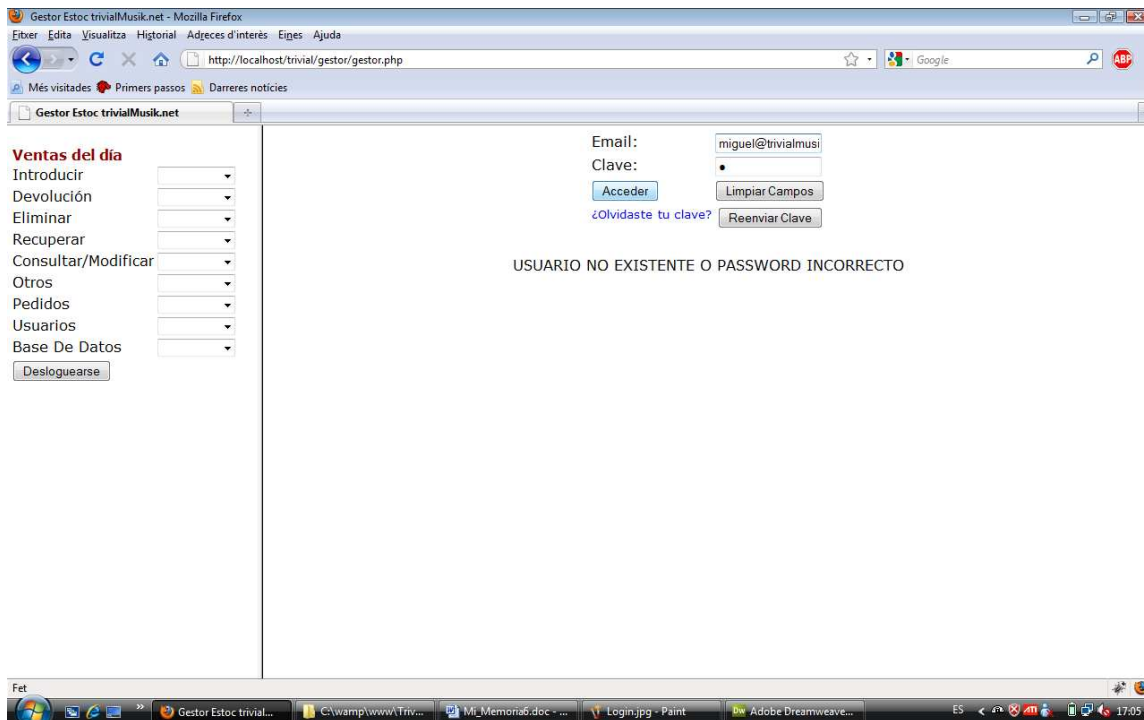 Gestor Estoc trivialMusik.net - Mozilla Firefox
Fitxer Edita Visualitza Historial Adreces d'interès Eines Ajuda
http://localhost/trivial/gestor/gestor.php Google ABP
Més visitades Primers passos Darreres notícies
Gestor Estoc trivialMusik.net
Ventas del día
Introducir
Devolución
Eliminar
Recuperar
Consultar/Modificar
Otros
Pedidos
Usuarios
Base De Datos
Desloguearse
Email: miguel@trivialmusi
Clave:
Acceder Limpiar Campos
¿Olvidaste tu clave? Reenviar Clave
USUARIO NO EXISTENTE O PASSWORD INCORRECTO
Fet
Gestor Estoc trivial... C:\wamp\www\Triv... Mi_Memoria6.doc - ... Login.jpg - Paint Adobe Dreamweave... ES 17:05